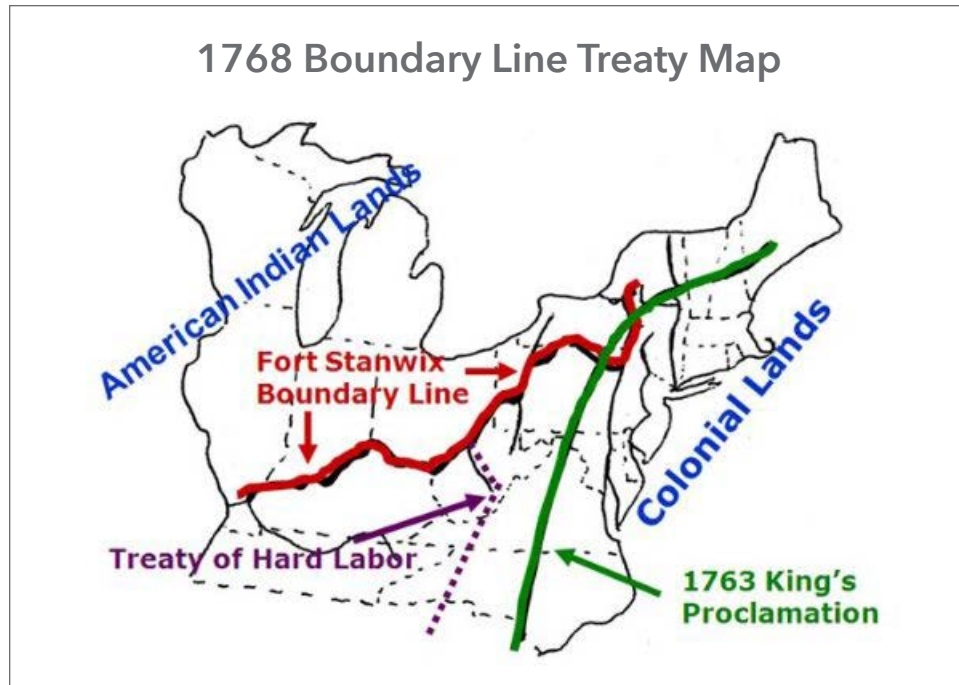 1768 Boundary Line Treaty Map
American Indian Lands
Fort Stanwix
Boundary Line
Colonial Lands
Treaty of Hard Labor
1763 King's
Proclamation